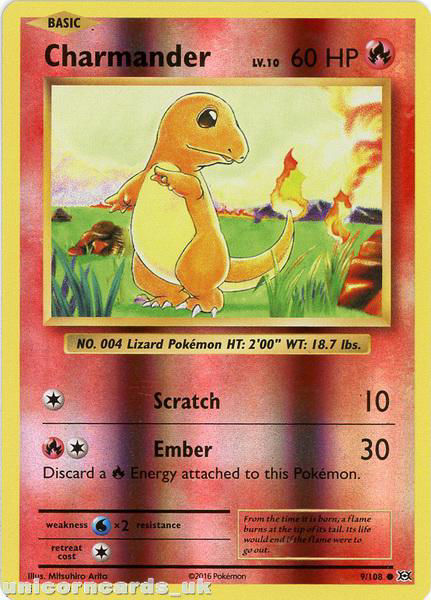 BASIC
Charmander LV.10 60 HP
NO. 004 Lizard Pokémon HT: 2'00" WT: 18.7 lbs.
Scratch 10
Ember 30
Discard a Energy attached to this Pokémon.
weakness ×2 resistance
retreat cost
From the time it is born, a flame
burns at the tip of its tail. Its life
would end if the flame were to
go out.
Illus. Mitsuhiro Arita ©2016 Pokémon 9/108
unicorncards_uk